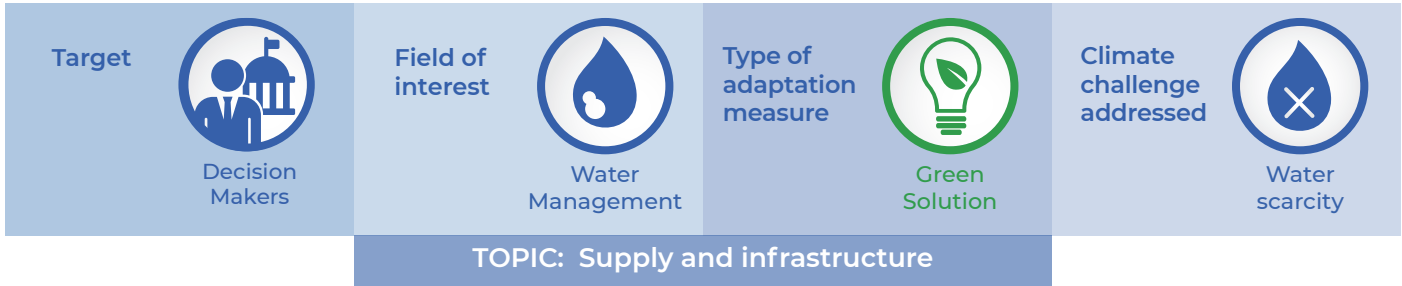 Target
Decision
Makers
Field of
interest
Water
Management
Type of
adaptation
measure
Green
Solution
Climate
challenge
addressed
Water
scarcity
TOPIC: Supply and infrastructure